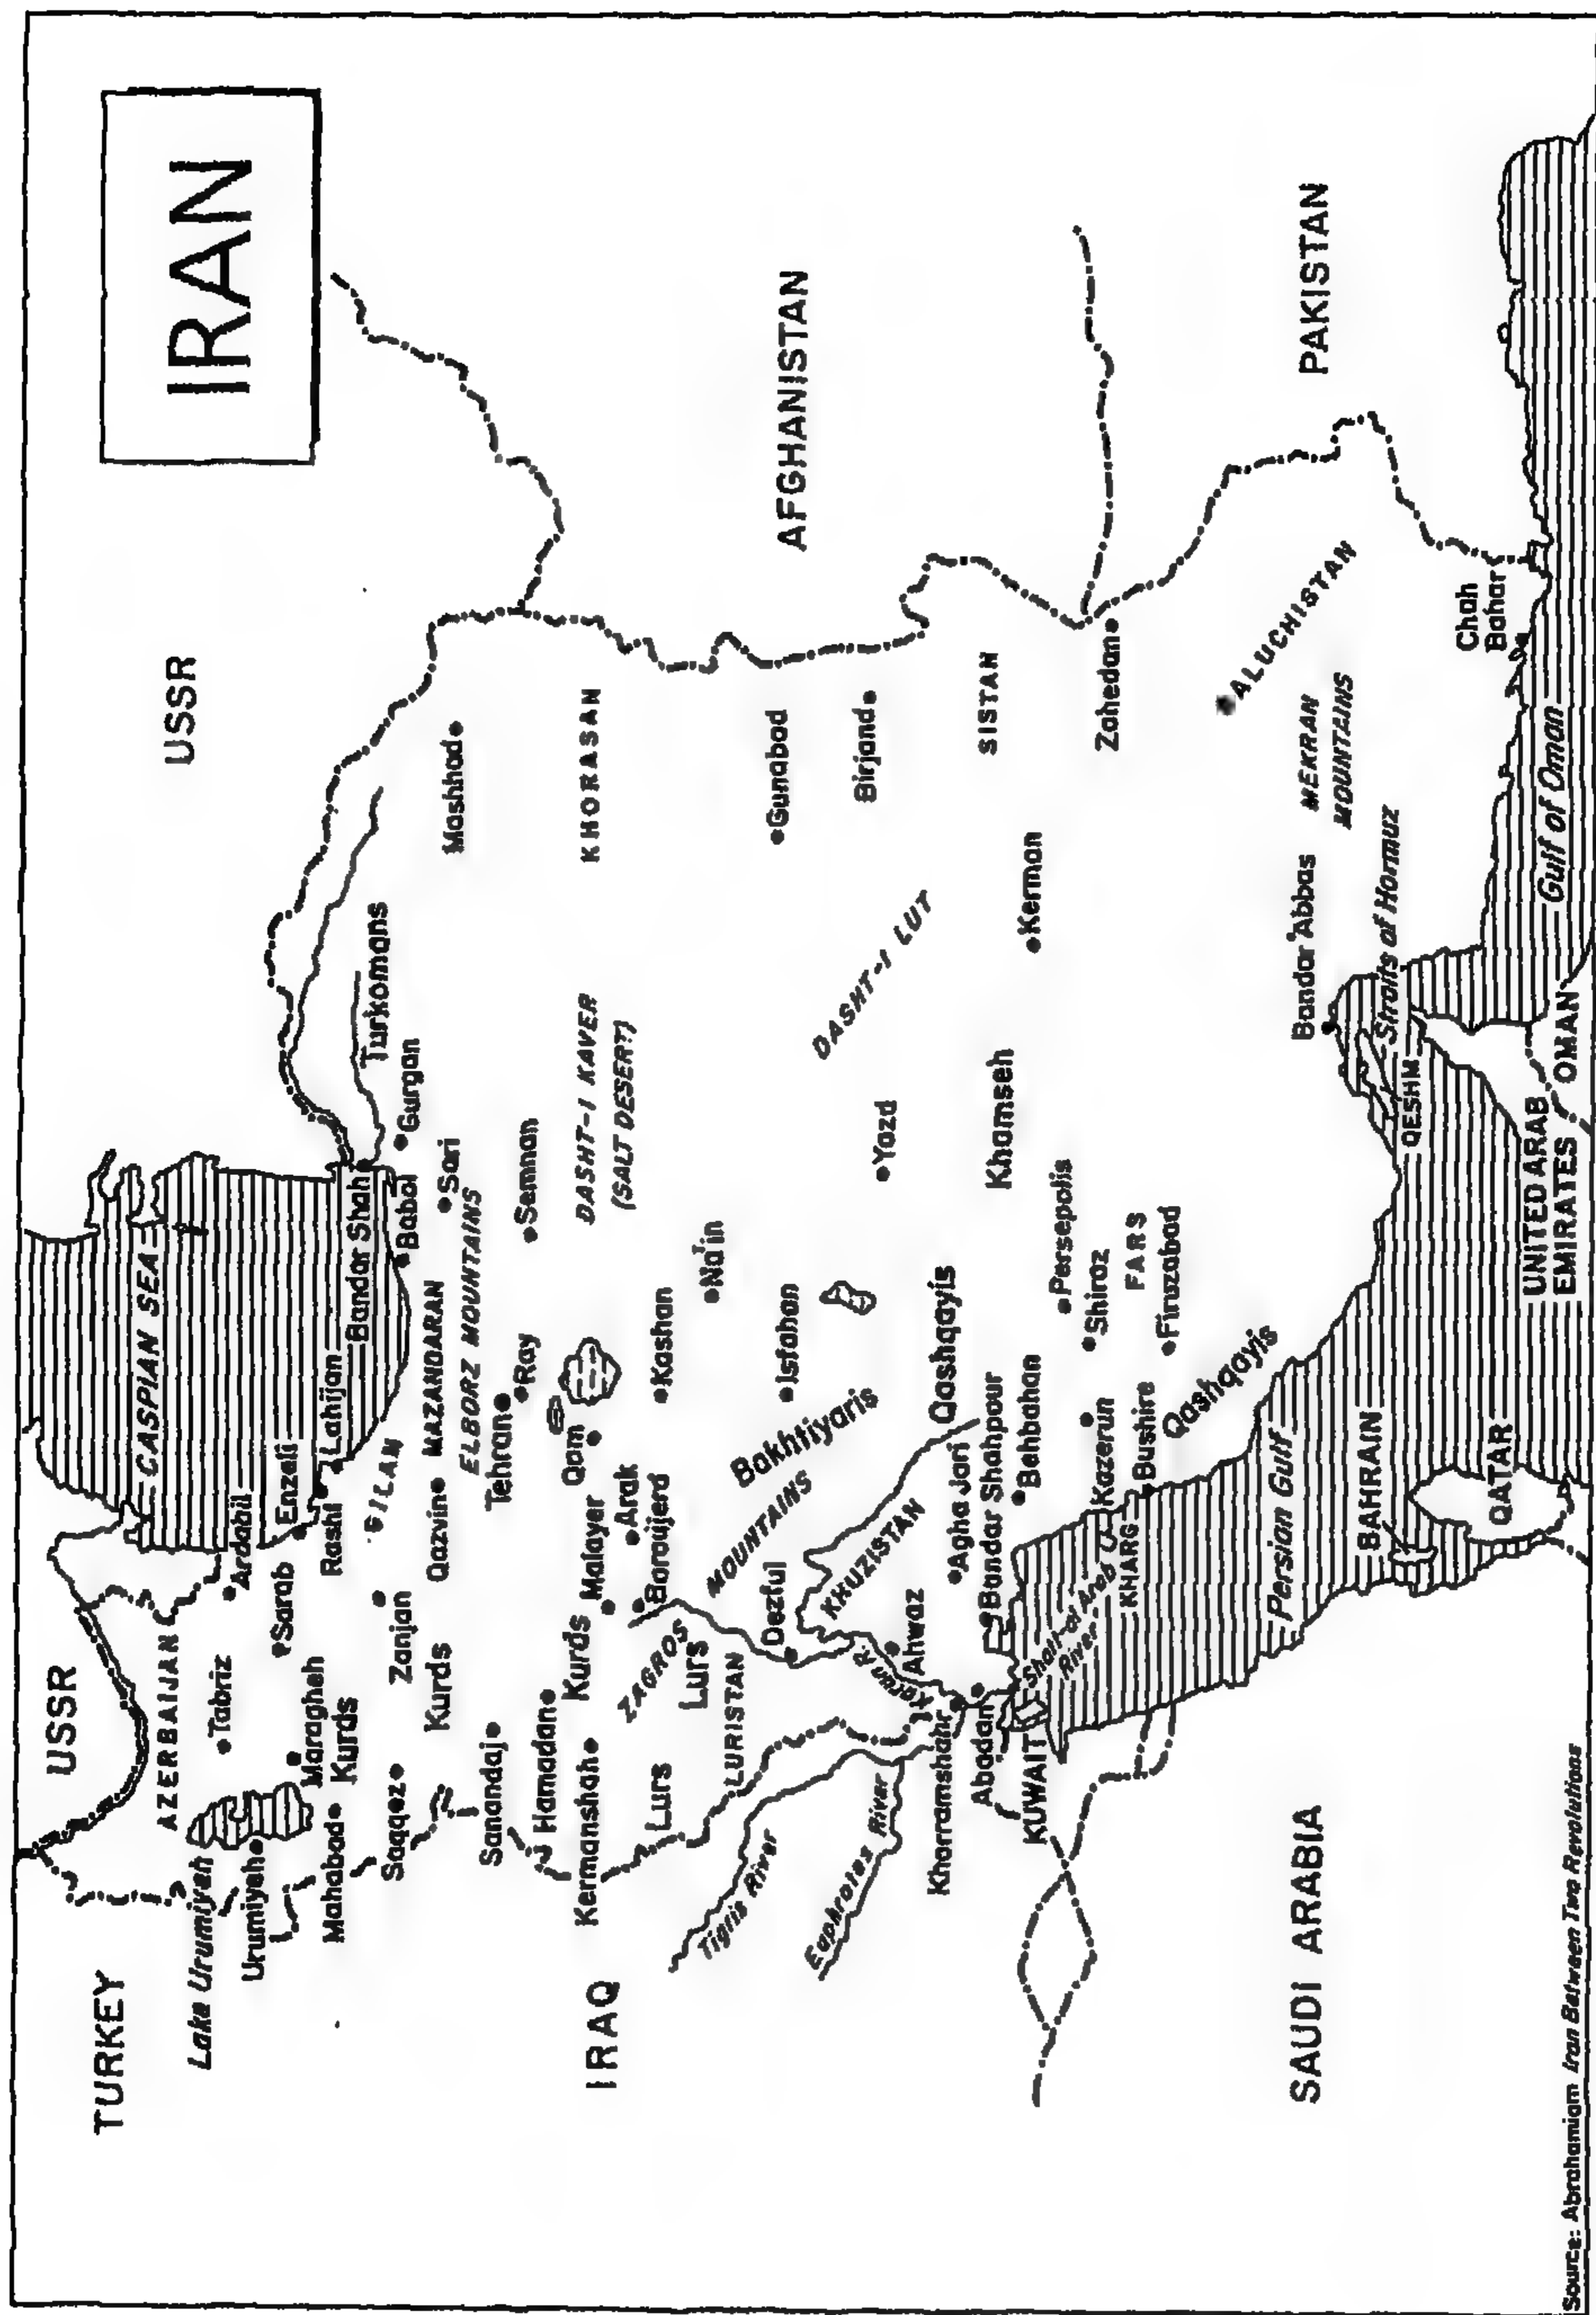 IRAN
USSR
USSR
TURKEY
CASPIAN SEA
AZERBAIJAN
Lake Urumiyeh
Urumiyeh
Tabriz
Ardabil
Sarab
Enzeli
Maragheh
Kurds
Mahabad
Rasht
Lahijan
Bandar Shah
Turkomans
GILAN
Zanjan
Saqqez
Kurds
Qazvin
MAZANDARAN
Babol
Gurgan
Sari
ELBORZ MOUNTAINS
Mashhad
Tehran
Ray
Semnan
Sanandaj
Hamadan
Kermanshah
Kurds
Malayer
Qom
DASHT-I KAVER
(SALT DESERT)
KHORASAN
IRAQ
Arak
Boroujerd
Kashan
ZAGROS
MOUNTAINS
Lurs
Lurs
LURISTAN
Na'in
Isfahan
Bakhtiyaris
Gunabad
AFGHANISTAN
Tigris River
Dezful
Euphrates River
KHUZISTAN
Yazd
DASHT-I LUT
Birjand
Karun R.
Ahwaz
Agha Jari
Qashqayis
Khorramshahr
Abadan
Bandar Shahpour
Khamseh
SISTAN
KUWAIT
Behbahan
Kerman
Shatt-al Arab
River
Persepolis
Shiraz
Kazerun
FARS
Zahedan
KHARG
Bushire
Firuzabad
Qashqayis
ALUCHISTAN
Persian Gulf
Bandar Abbas
MEKRAN
MOUNTAINS
PAKISTAN
SAUDI ARABIA
BAHRAIN
QESHM
Straits of Hormuz
Chah
Bahar
QATAR
UNITED ARAB
EMIRATES
OMAN
Gulf of Oman
Source: Abrahamiam Iran Between Two Revolutions